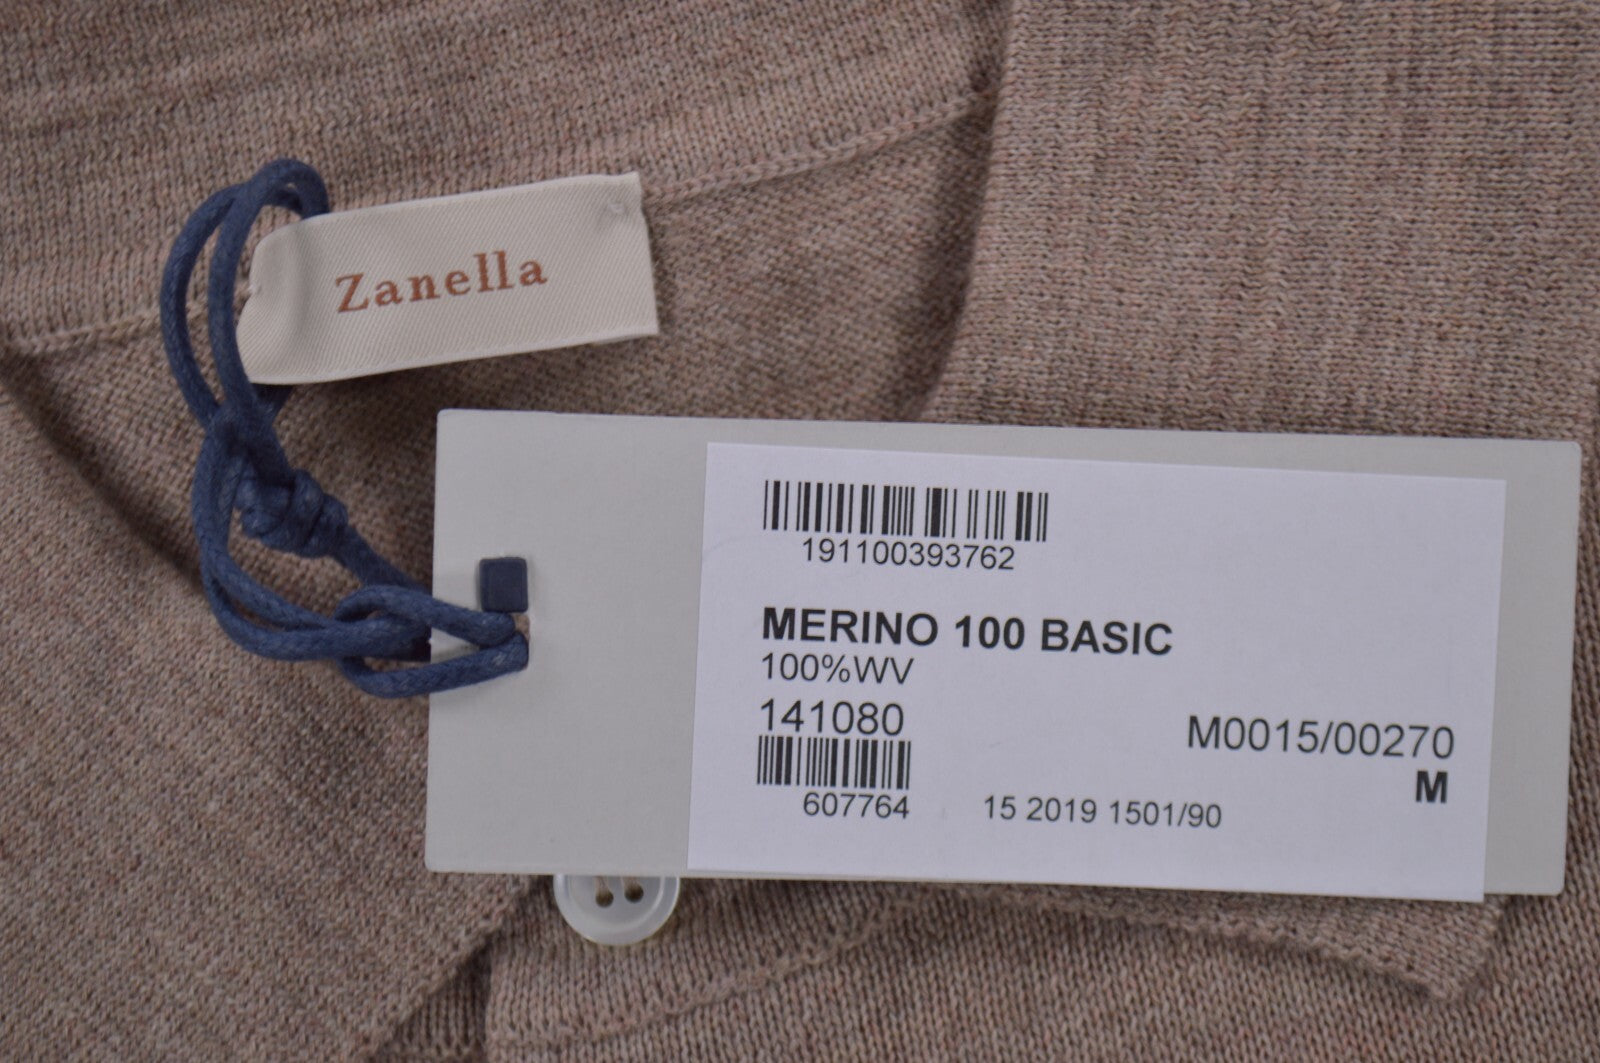 Zanella
191100393762
MERINO 100 BASIC
100%WV
141080
M0015/00270
M
607764
15 2019 1501/90